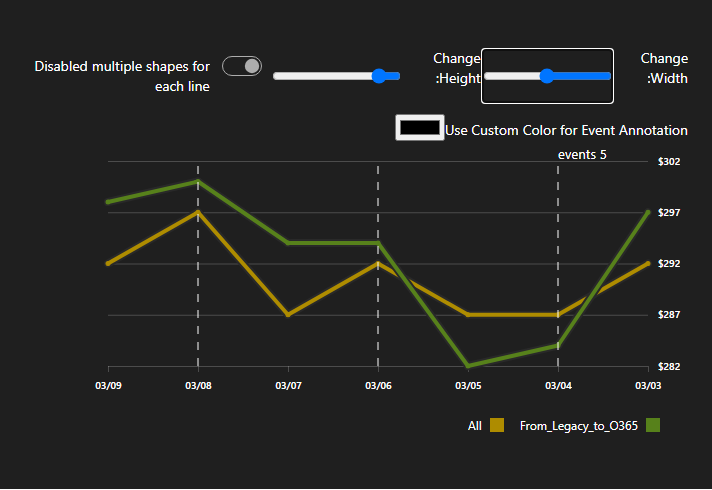 Change
:Width
Change
:Height
Disabled multiple shapes for
each line
Use Custom Color for Event Annotation
events 5
$302
$297
$292
$287
$282
03/09
03/08
03/07
03/06
03/05
03/04
03/03
All
From_Legacy_to_O365